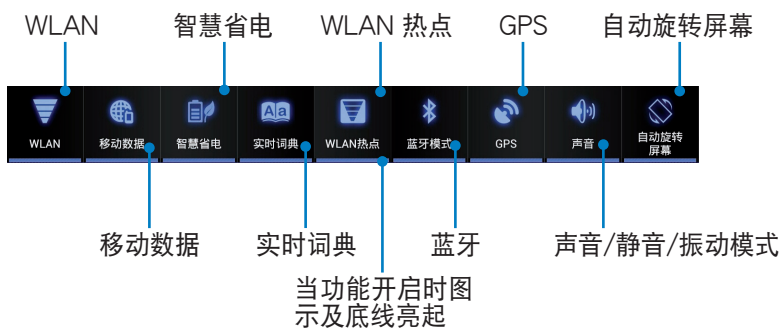 WLAN
智慧省电
WLAN 热点
GPS
自动旋转屏幕
Aa
WLAN
移动数据
智慧省电
实时词典
WLAN热点
蓝牙模式
GPS
声音
自动旋转
屏幕
移动数据
实时词典
蓝牙
声音/静音/振动模式
当功能开启时图
示及底线亮起